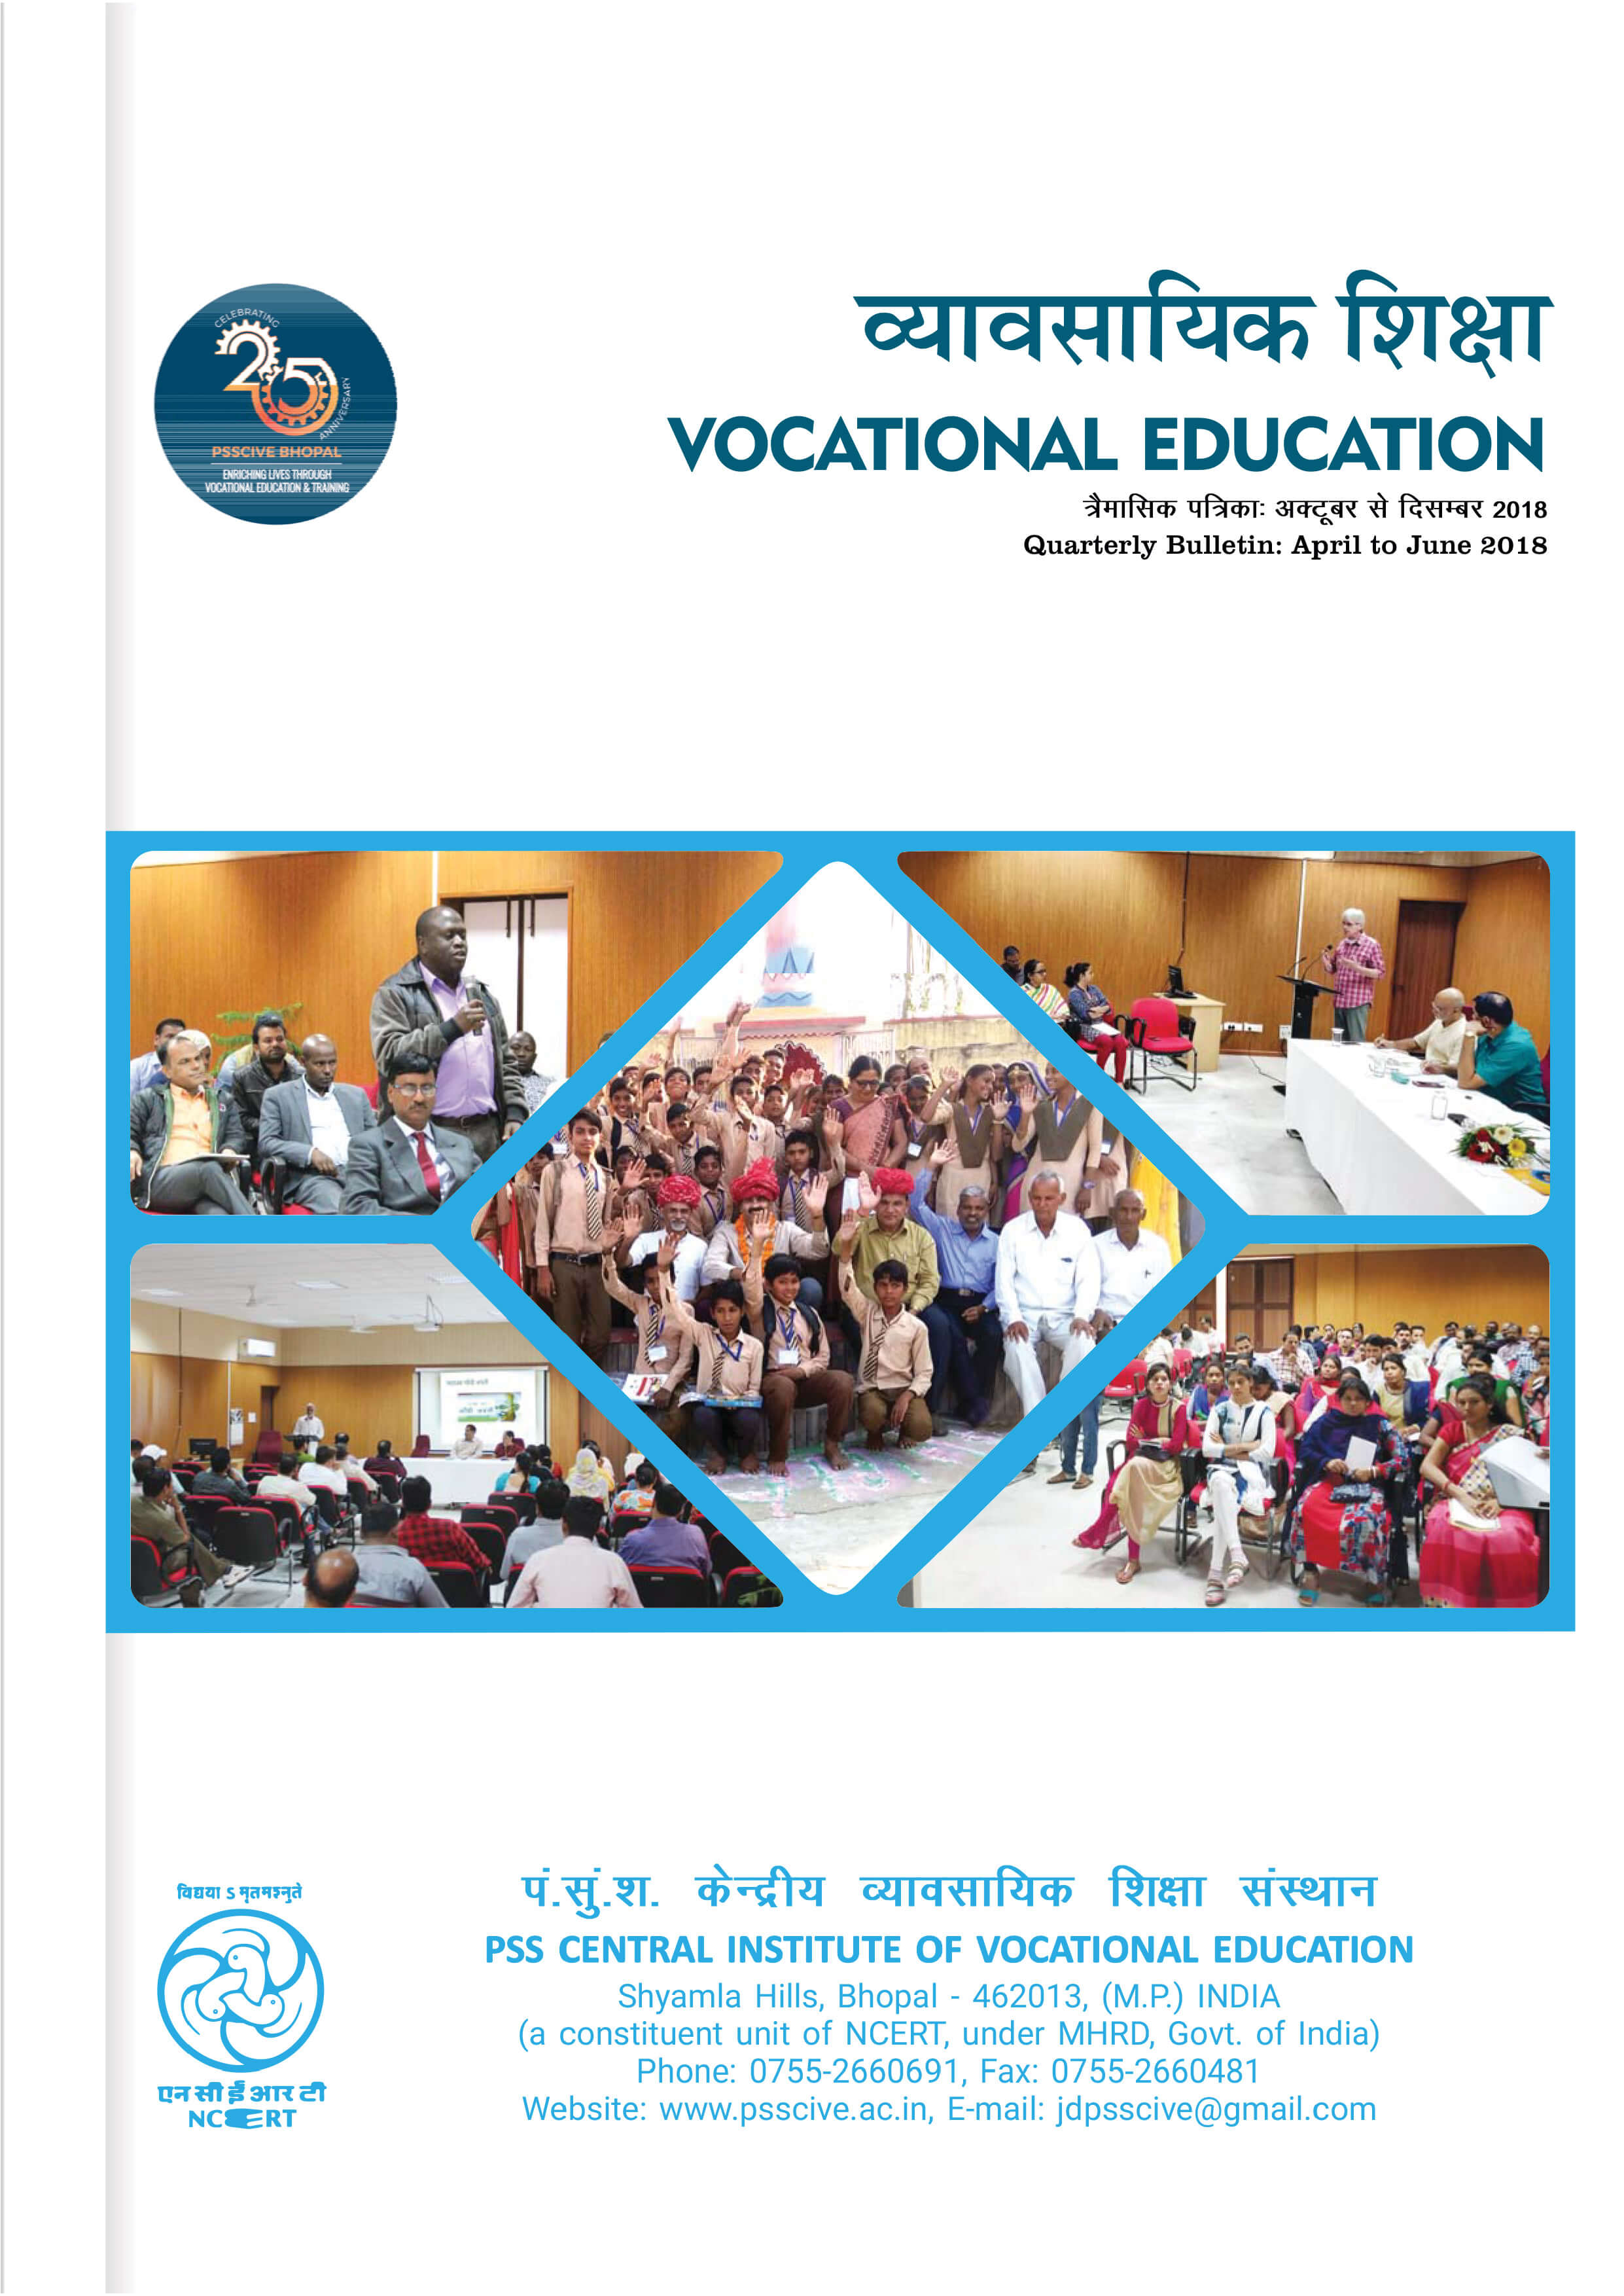 CELEBRATING
25
ANNIVERSARY
PSSCIVE BHOPAL
ENRICHING LIVES THROUGH
VOCATIONAL EDUCATION & TRAINING
व्यावसायिक शिक्षा
VOCATIONAL EDUCATION
त्रैमासिक पत्रिकाः अक्टूबर से दिसम्बर 2018
Quarterly Bulletin: April to June 2018
विद्यया ऽ मृतमश्नुते
एन सी ई आर टी
NCERT
पं.सुं.श. केन्द्रीय व्यावसायिक शिक्षा संस्थान
PSS CENTRAL INSTITUTE OF VOCATIONAL EDUCATION
Shyamla Hills, Bhopal - 462013, (M.P.) INDIA
(a constituent unit of NCERT, under MHRD, Govt. of India)
Phone: 0755-2660691, Fax: 0755-2660481
Website: www.psscive.ac.in, E-mail: jdpsscive@gmail.com